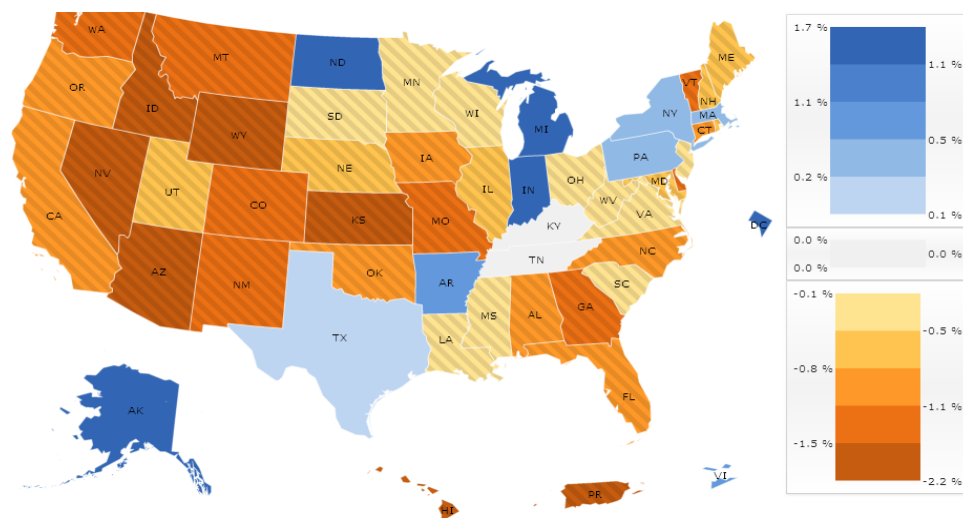 WA
MT
ND
MN
ME
OR
ID
SD
WI
VT
NH
NY
MA
WY
MI
CT
NE
IA
PA
NV
UT
IL
IN
OH
MD
CA
CO
KS
MO
WV
VA
KY
DC
AZ
NM
OK
TN
NC
AR
SC
TX
MS
AL
GA
LA
FL
AK
VI
PR
HI
1.7 %
1.1 %
1.1 %
0.5 %
0.2 %
0.1 %
0.0 %
0.0 %
0.0 %
-0.1 %
-0.5 %
-0.8 %
-1.1 %
-1.5 %
-2.2 %